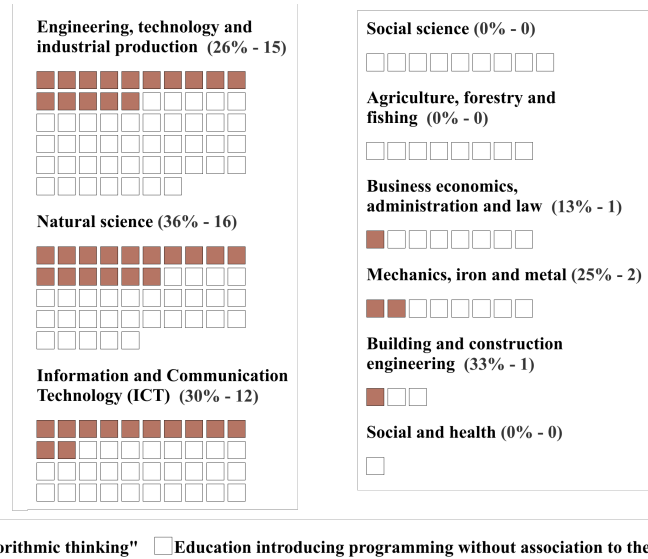 Engineering, technology and
industrial production (26% - 15)
Natural science (36% - 16)
Information and Communication
Technology (ICT) (30% - 12)
Social science (0% - 0)
Agriculture, forestry and
fishing (0% - 0)
Business economics,
administration and law (13% - 1)
Mechanics, iron and metal (25% - 2)
Building and construction
engineering (33% - 1)
Social and health (0% - 0)
orithmic thinking" Education introducing programming without association to the